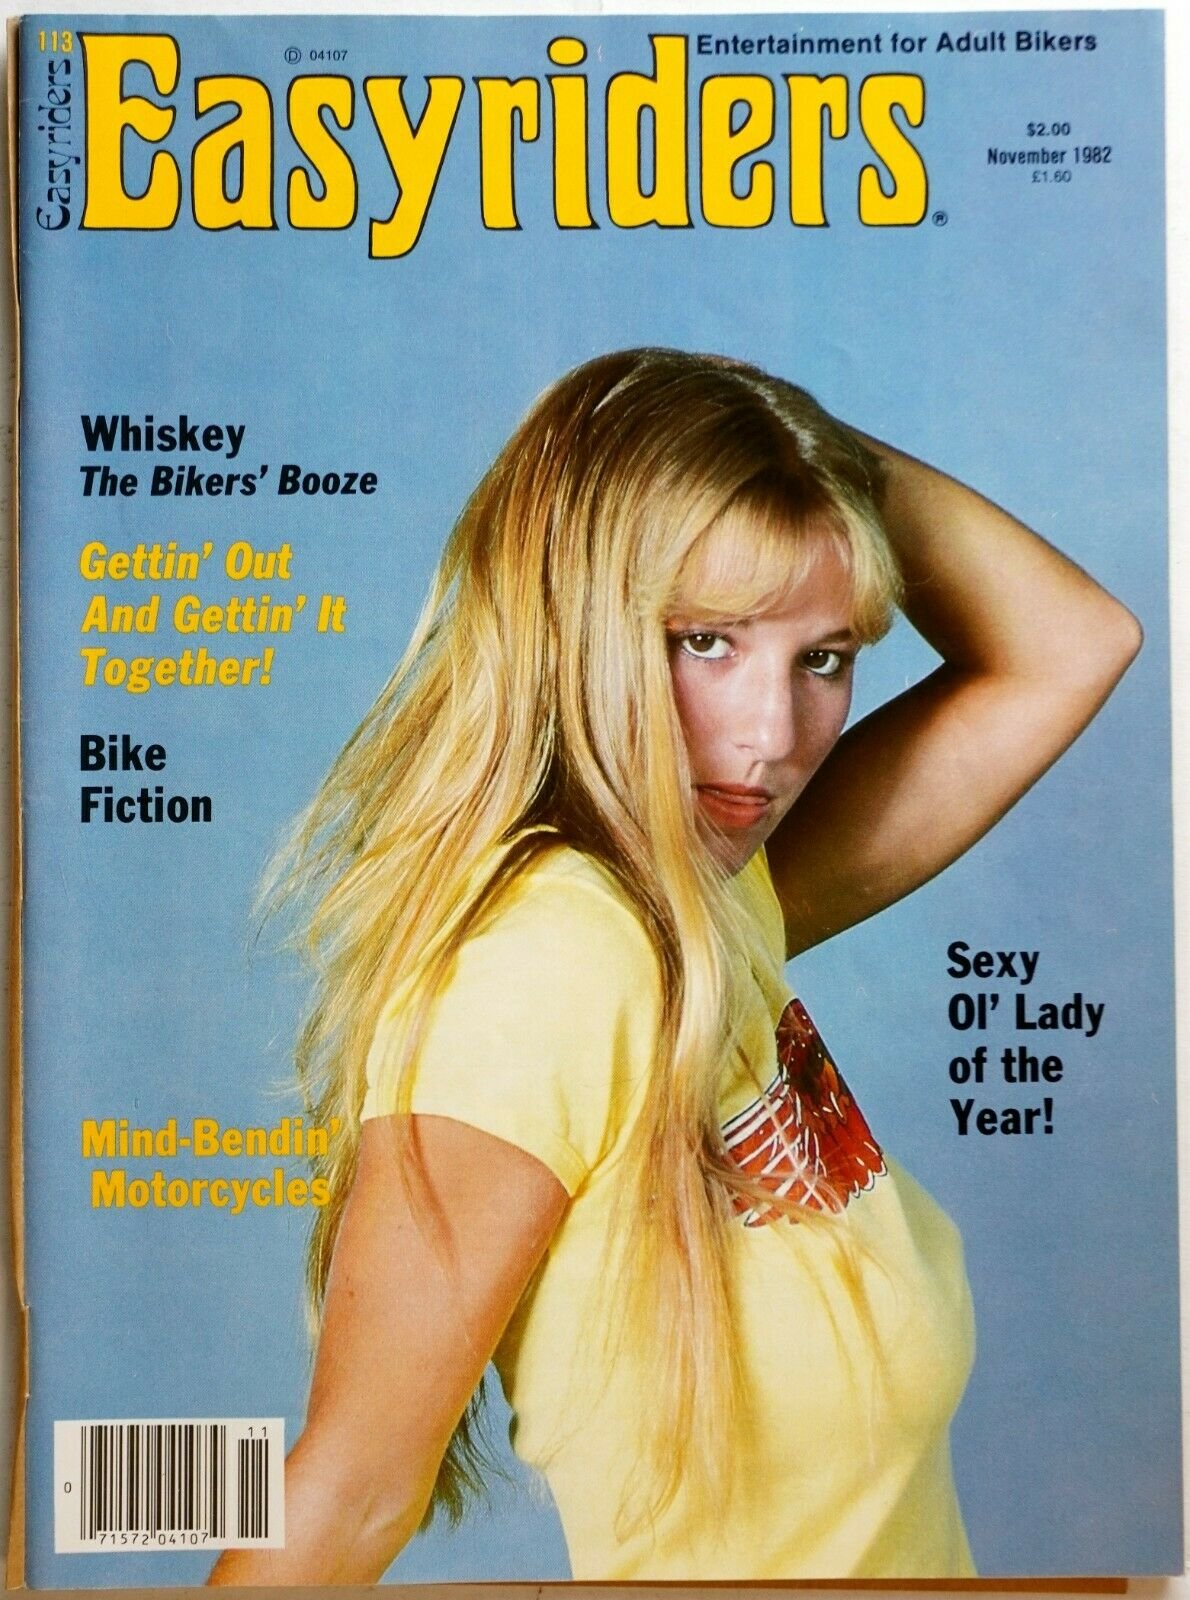 113
Easyriders
Ⓓ 04107
Entertainment for Adult Bikers
Easyriders®
$2.00
November 1982
£1.60
Whiskey
The Bikers' Booze
Gettin' Out
And Gettin' It
Together!
Bike
Fiction
Sexy
Ol' Lady
of the
Year!
Mind-Bendin'
Motorcycles
11
0
71572 04107